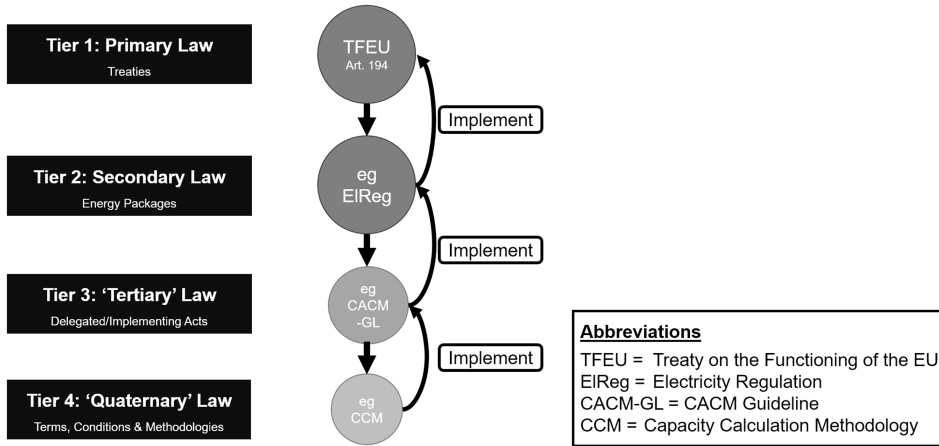 Tier 1: Primary Law
Treaties
TFEU
Art. 194
Implement
Tier 2: Secondary Law
Energy Packages
eg
ElReg
Implement
Tier 3: ‘Tertiary’ Law
Delegated/Implementing Acts
eg
CACM
-GL
Implement
Tier 4: ‘Quaternary’ Law
Terms, Conditions & Methodologies
eg
CCM
Abbreviations
TFEU = Treaty on the Functioning of the EU
ElReg = Electricity Regulation
CACM-GL = CACM Guideline
CCM = Capacity Calculation Methodology